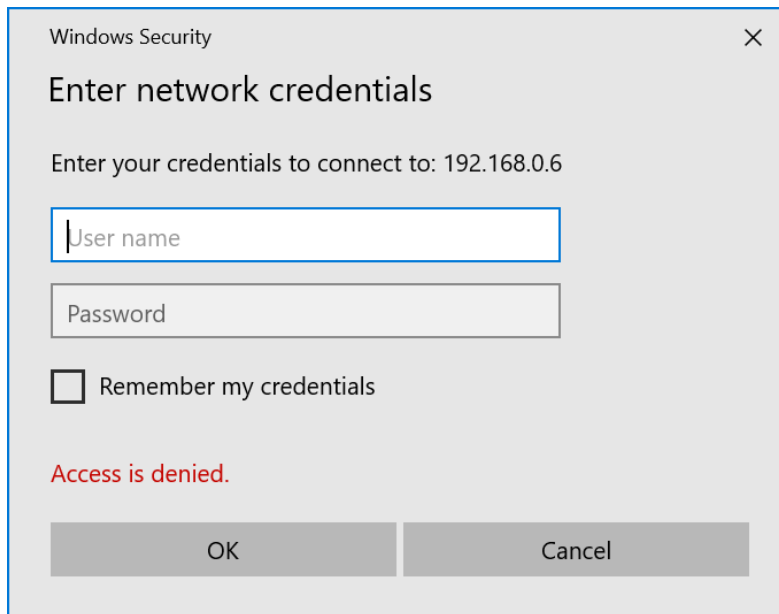 Windows Security
Enter network credentials
Enter your credentials to connect to: 192.168.0.6
User name
Password
Remember my credentials
Access is denied.
OK
Cancel